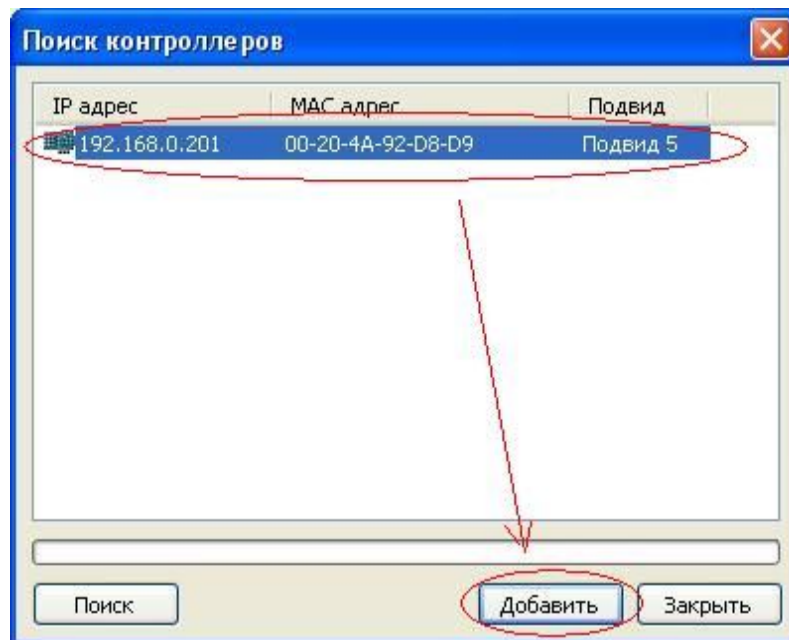 Поиск контроллеров
IP адрес MAC адрес Подвид
192.168.0.201 00-20-4A-92-D8-D9 Подвид 5
Поиск Добавить Закрыть